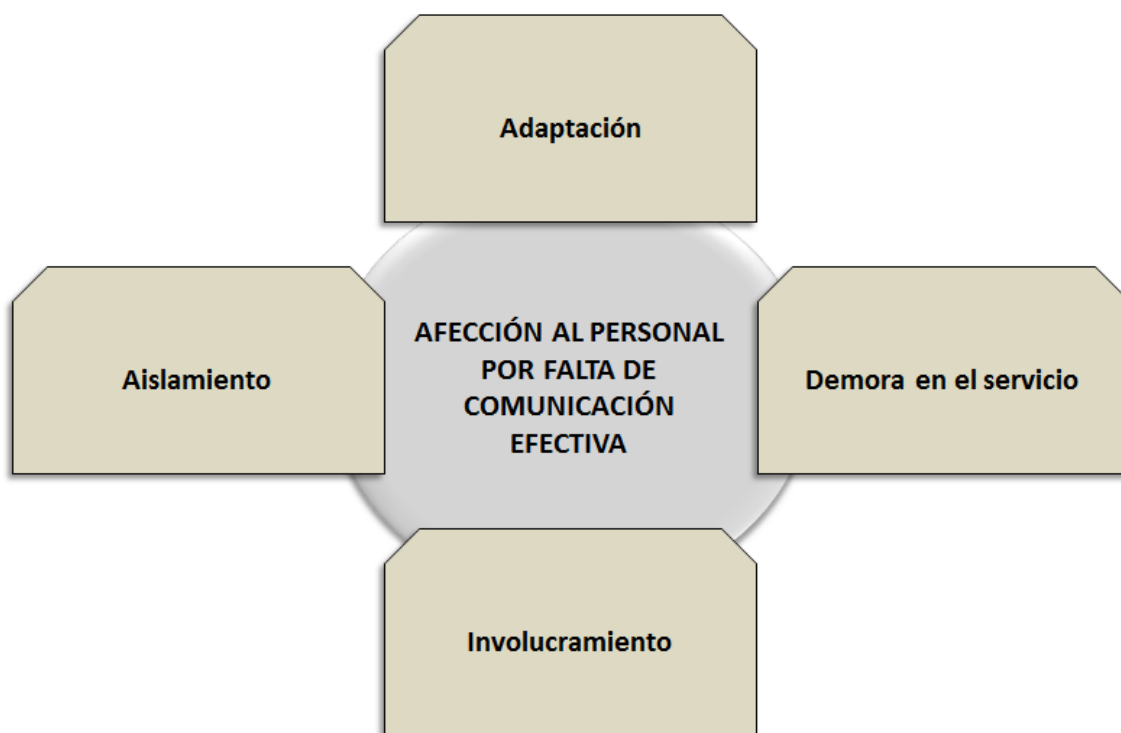 Adaptación
Aislamiento
AFECCIÓN AL PERSONAL
POR FALTA DE
COMUNICACIÓN
EFECTIVA
Demora en el servicio
Involucramiento